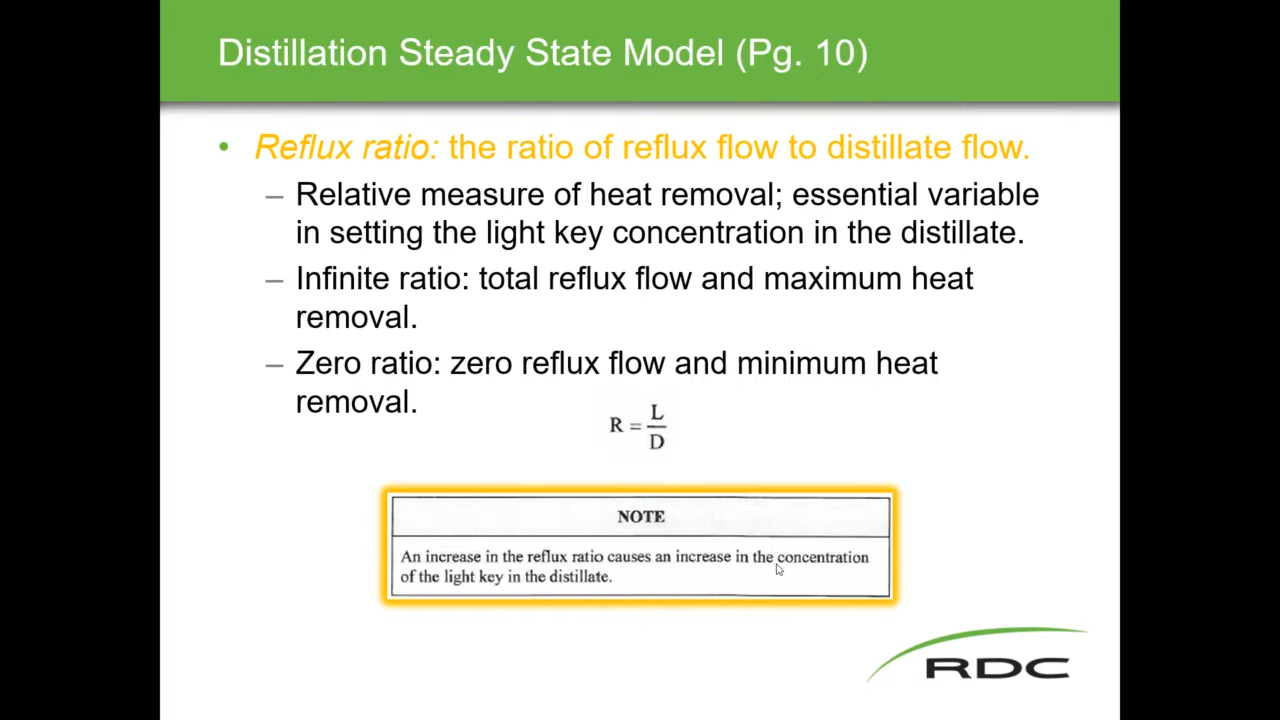 Distillation Steady State Model (Pg. 10)
• Reflux ratio: the ratio of reflux flow to distillate flow.
– Relative measure of heat removal; essential variable
in setting the light key concentration in the distillate.
– Infinite ratio: total reflux flow and maximum heat
removal.
– Zero ratio: zero reflux flow and minimum heat
removal.
R = L/D
NOTE
An increase in the reflux ratio causes an increase in the concentration
of the light key in the distillate.
RDC